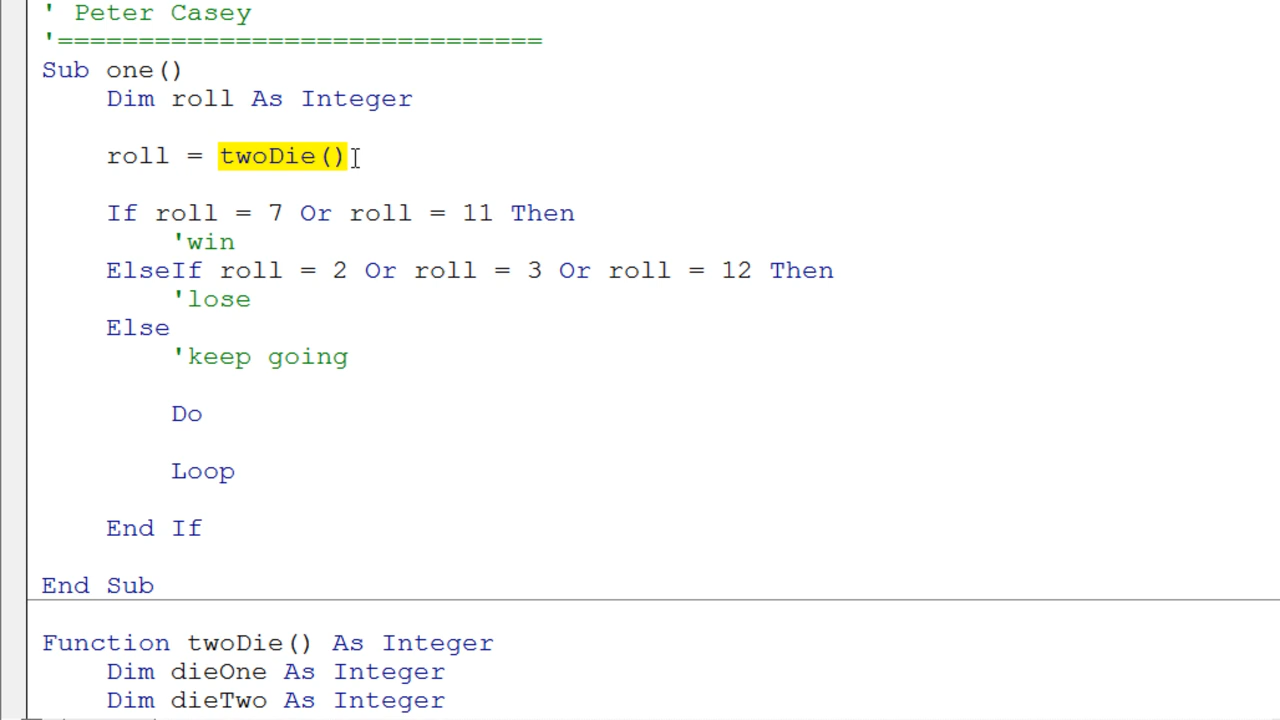 ' Peter Casey
'==============================
Sub one()
Dim roll As Integer
roll = twoDie()
If roll = 7 Or roll = 11 Then
'win
ElseIf roll = 2 Or roll = 3 Or roll = 12 Then
'lose
Else
'keep going
Do
Loop
End If
End Sub
Function twoDie() As Integer
Dim dieOne As Integer
Dim dieTwo As Integer